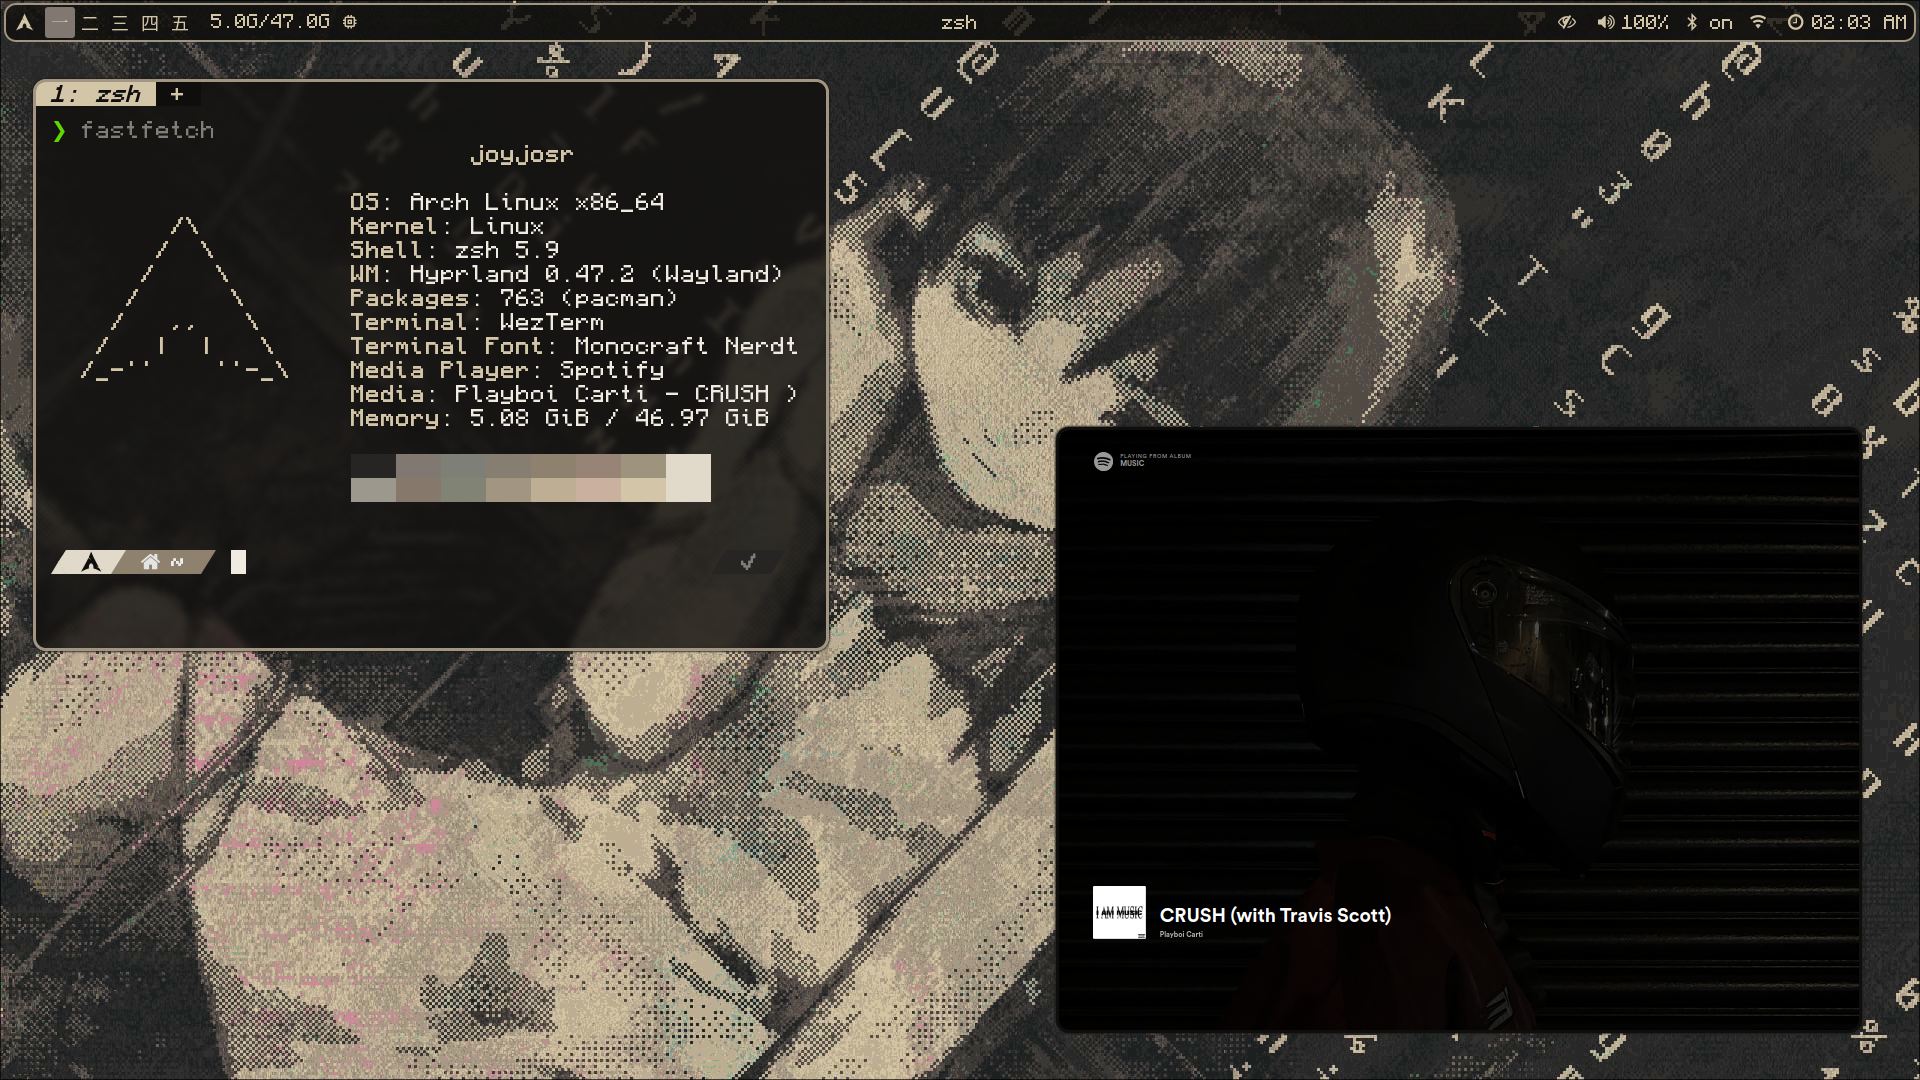 一 二 三 四 五 5.0G/47.0G
zsh
100% on 02:03 AM
1: zsh +
❯ fastfetch
joyjosr
OS: Arch Linux x86_64
Kernel: Linux
Shell: zsh 5.9
WM: Hyprland 0.47.2 (Wayland)
Packages: 763 (pacman)
Terminal: WezTerm
Terminal Font: Monocraft Nerdt
Media Player: Spotify
Media: Playboi Carti - CRUSH )
Memory: 5.08 GiB / 46.97 GiB
~
PLAYING FROM ALBUM
MUSIC
I AM MUSIC
CRUSH (with Travis Scott)
Playboi Carti